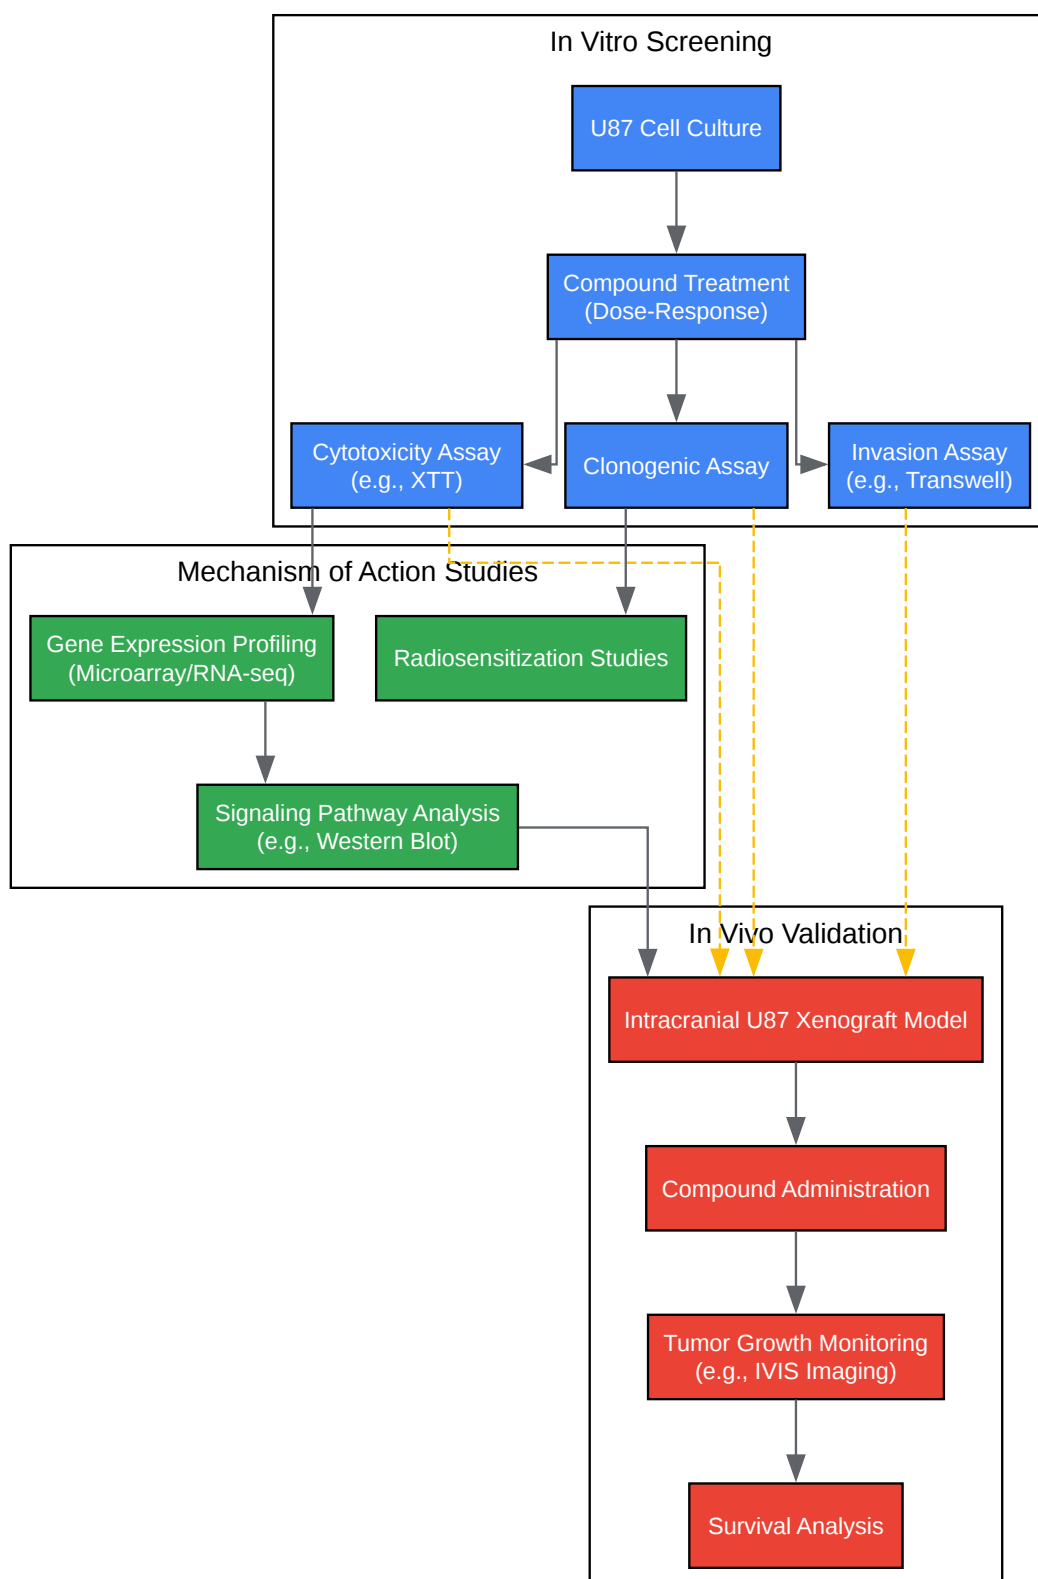 In Vitro Screening
U87 Cell Culture
Compound Treatment
(Dose-Response)
Cytotoxicity Assay
(e.g., XTT)
Clonogenic Assay
Invasion Assay
(e.g., Transwell)
Mechanism of Action Studies
Gene Expression Profiling
(Microarray/RNA-seq)
Radiosensitization Studies
Signaling Pathway Analysis
(e.g., Western Blot)
In Vivo Validation
Intracranial U87 Xenograft Model
Compound Administration
Tumor Growth Monitoring
(e.g., IVIS Imaging)
Survival Analysis